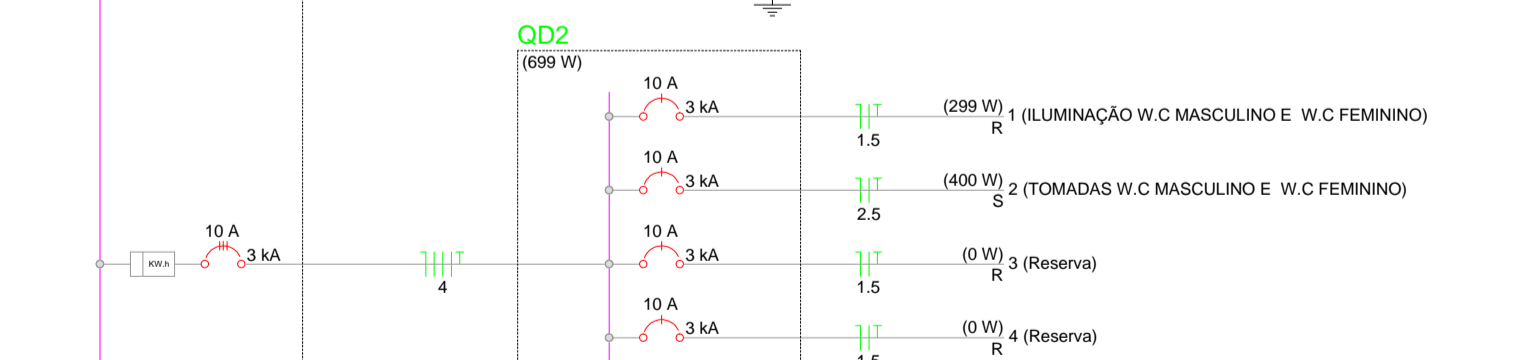 QD2
(699 W)
10 A
3 kA
1.5
(299 W)
R
1 (ILUMINAÇÃO W.C MASCULINO E W.C FEMININO)
10 A
3 kA
2.5
(400 W)
S
2 (TOMADAS W.C MASCULINO E W.C FEMININO)
KW.h
10 A
3 kA
4
10 A
3 kA
1.5
(0 W)
R
3 (Reserva)
10 A
3 kA
1.5
(0 W)
R
4 (Reserva)